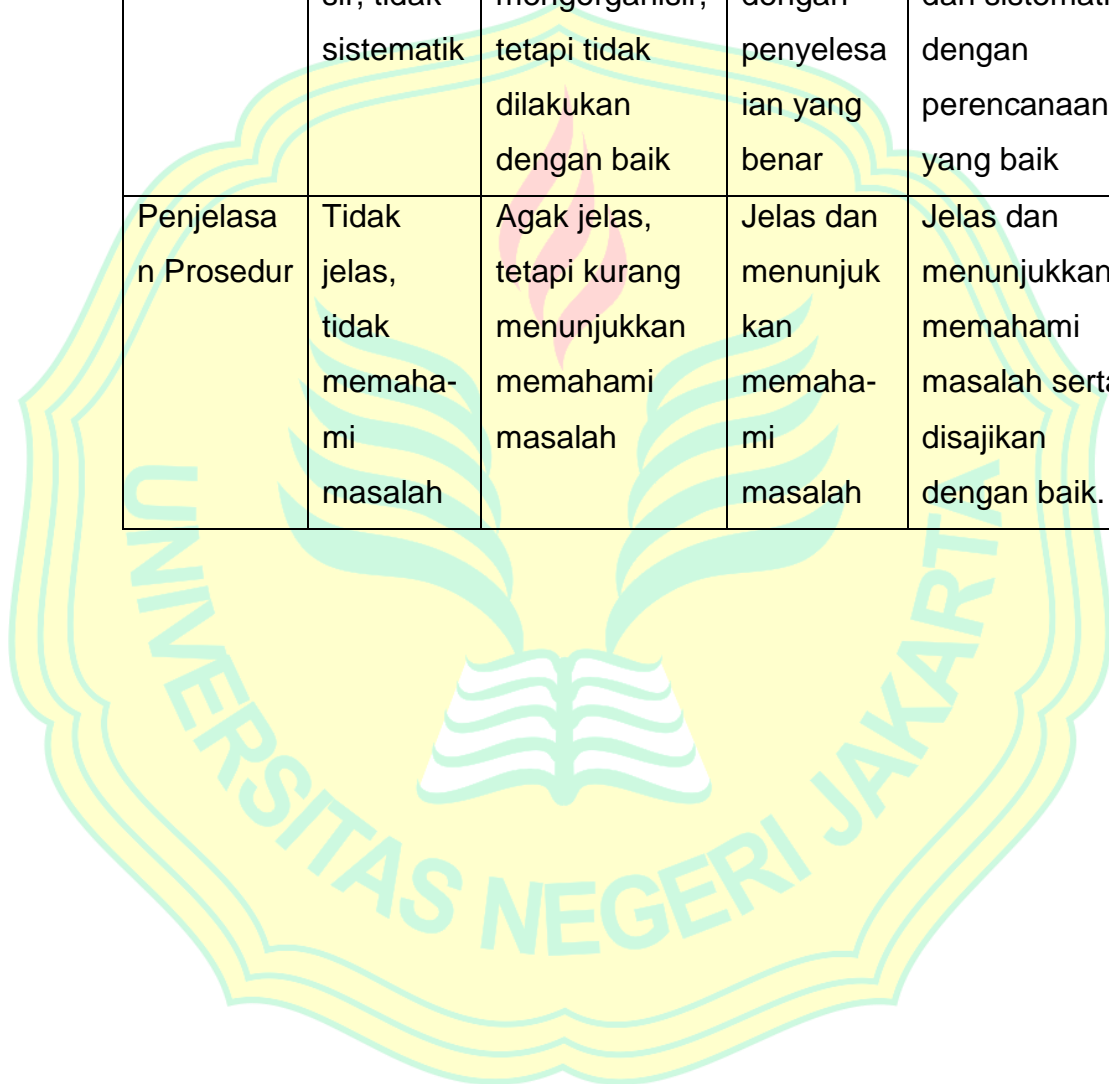 sistematik
tetapi tidak
dilakukan
dengan baik
dengan
penyelesa
ian yang
benar
dengan
perencanaan
yang baik
Penjelasa
n Prosedur
Tidak
jelas,
tidak
memaha-
mi
masalah
Agak jelas,
tetapi kurang
menunjukkan
memahami
masalah
Jelas dan
menunjuk
kan
memaha-
mi
masalah
Jelas dan
menunjukkan
memahami
masalah serta
disajikan
dengan baik.
UNIVERSITAS NEGERI JAKARTA